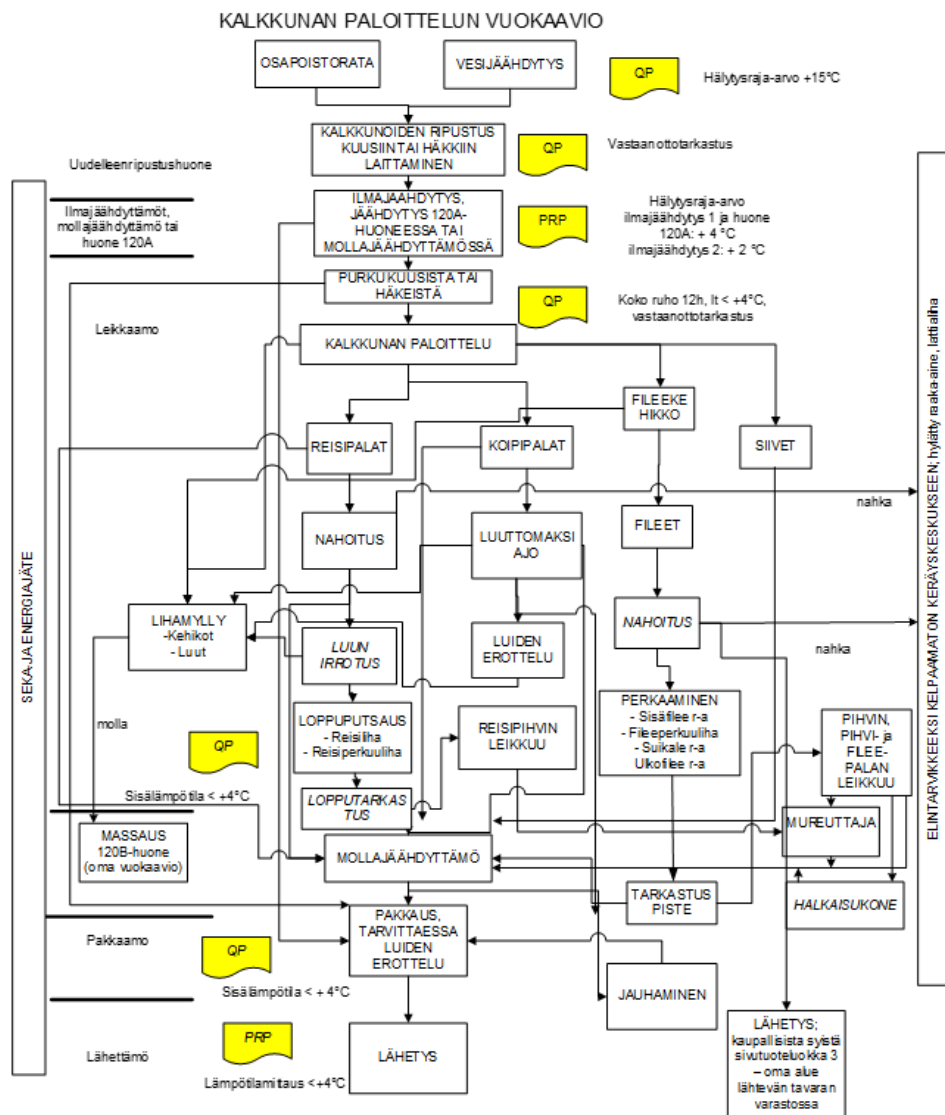 KALKKUNAN PALOITTELUN VUOKAAVIO
OSAPOISTORATA
VESIJÄÄHDYTYS
QP
Hälytysraja-arvo +15°C
KALKKUNOIDEN RIPUSTUS
KUUSIIN TAI HÄKKIIN
LAITTAMINEN
QP
Vastaanottotarkastus
Uudelleenripustushuone
Ilmajäähdyttämöt,
mollajäähdyttämö tai
huone 120A
ILMAJÄÄHDYTYS,
JÄÄHDYTYS 120A-
HUONEESSA TAI
MOLLAJÄÄHDYTTÄMÖSSÄ
PRP
Hälytysraja-arvo
ilmajäähdytys 1 ja huone
120A: + 4 °C
ilmajäähdytys 2: + 2 °C
PURKU KUUSISTA TAI
HÄKEISTÄ
QP
Koko ruho 12h, lt < +4°C,
vastaanottotarkastus
Leikkaamo
KALKKUNAN PALOITTELU
REISIPALAT
KOIPIPALAT
FILEEKE
HIKKO
SIIVET
nahka
NAHOITUS
LUUTTOMAKSI
AJO
FILEET
LIHAMYLLY
-Kehikot
- Luut
LUUN
IRROTUS
LUIDEN
EROTTELU
NAHOITUS
nahka
molla
QP
LOPPUPUTSAUS
- Reisiliha
- Reisiperkuuliha
REISIPIHVIN
LEIKKUU
PERKAAMINEN
- Sisäfilee r-a
- Fileeperkuuliha
- Suikale r-a
Ulkofilee r-a
PIHVIN,
PIHVI- ja
FILEE-
PALAN
LEIKKUU
Sisälämpötila < +4°C
LOPPUTARKAS
TUS
MASSAUS
120B-huone
(oma vuokaavio)
MOLLAJÄÄHDYTTÄMÖ
MUREUTTAJA
TARKASTUS
PISTE
HALKAISUKONE
Pakkaamo
QP
PAKKAUS,
TARVITTAESSA
LUIDEN
EROTTELU
Sisälämpötila < + 4°C
JAUHAMINEN
Lähettämö
PRP
Lämpötilamittaus <+4°C
LÄHETYS
LÄHETYS;
kaupallisista syistä
sivutuoteluokka 3
– oma alue
lähtevän tavaran
varastossa
SEKA- JA ENERGIAJÄTE
ELINTARVIKKEEKSI KELPAAMATON KERÄYSKESKUKSEEN; hylätty raaka-aine, lattialiha